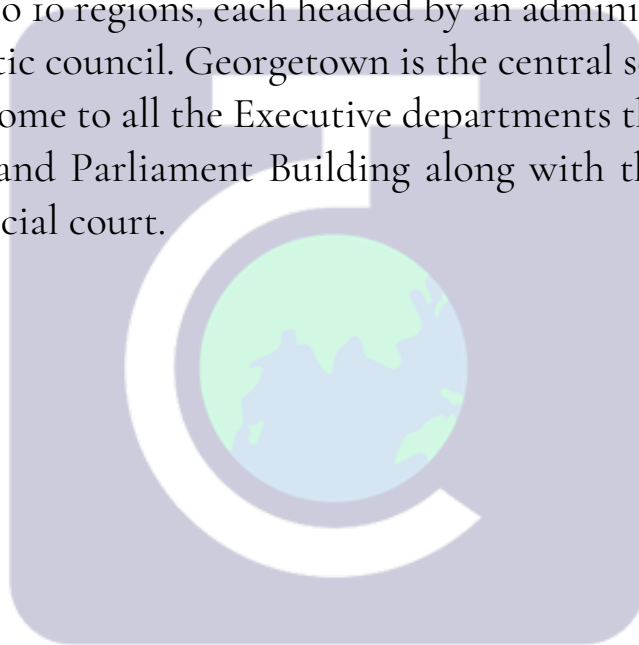 o 10 regions, each headed by an admini
tic council. Georgetown is the central s
ome to all the Executive departments th
and Parliament Building along with th
cial court.